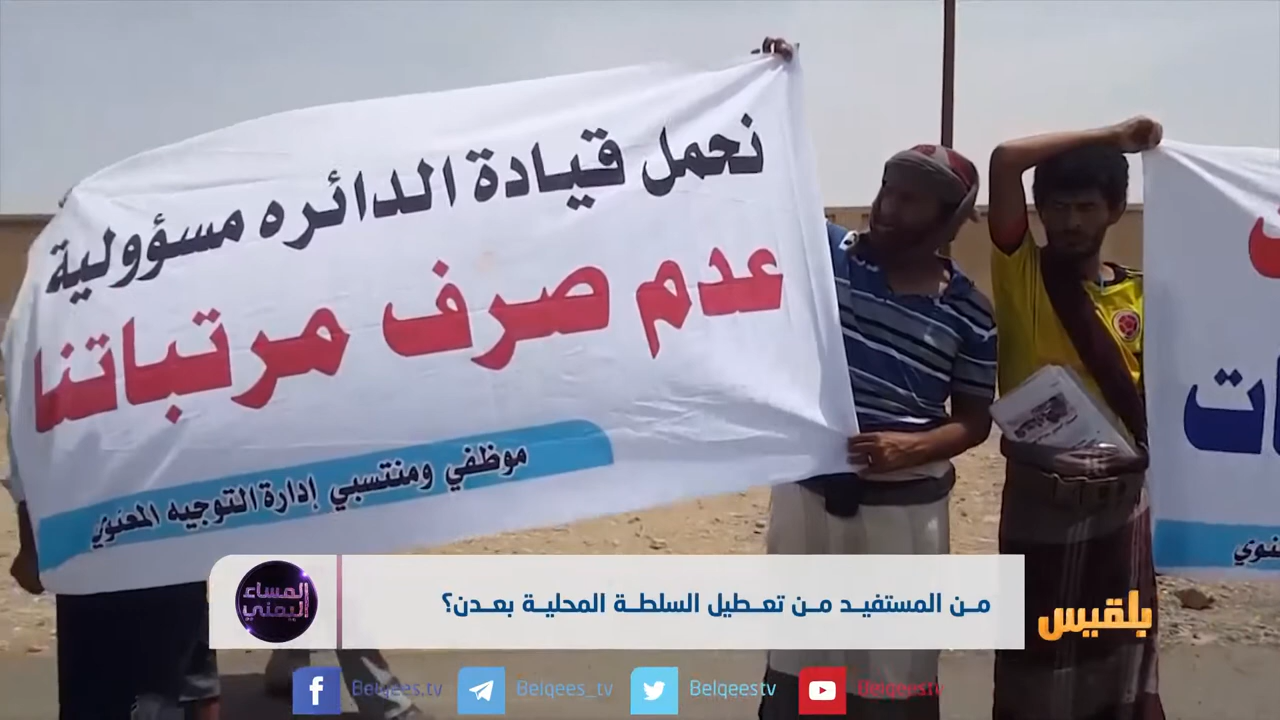 نحمل قيادة الدائره مسؤولية
عدم صرف مرتباتنا
موظفي ومنتسبي إدارة التوجيه المعنوي
المساء
اليمني
من المستفيد من تعطيل السلطة المحلية بعدن؟
بلقيس
Belqees.tv
Belqees_tv
Belqeestv